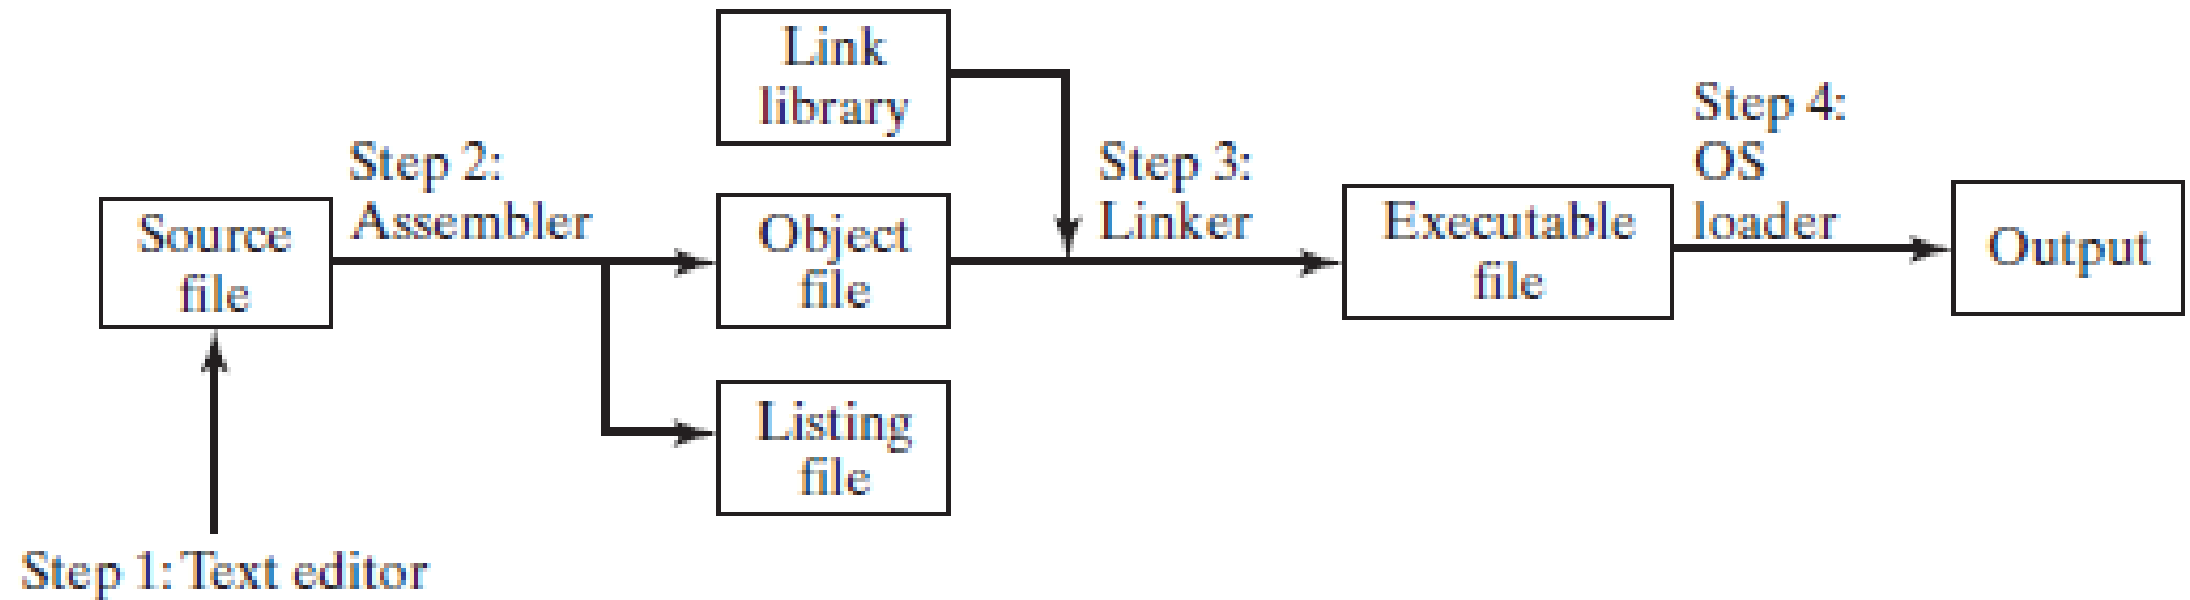 Link
library
Step 4:
OS
loader
Step 2:
Assembler
Step 3:
Linker
Source
file
Object
file
Executable
file
Output
Listing
file
Step 1: Text editor